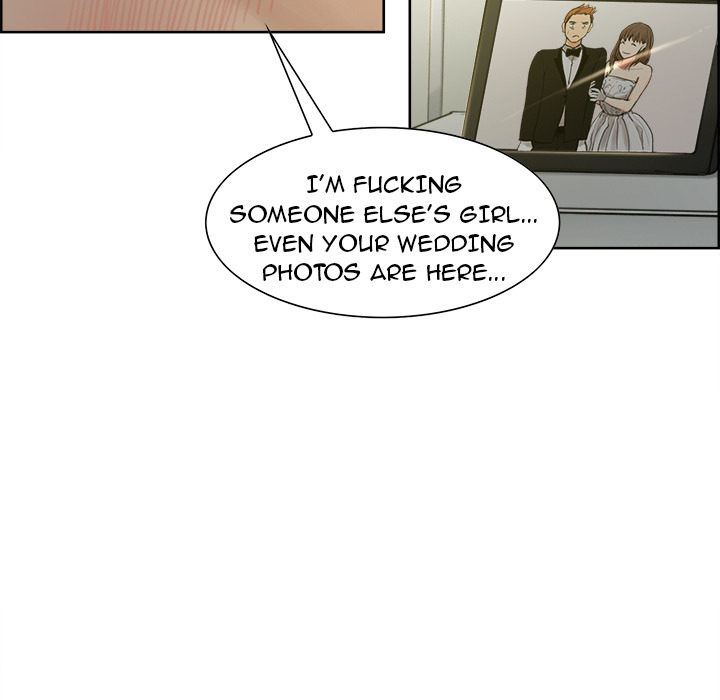 I'M FUCKING
SOMEONE ELSE'S GIRL...
EVEN YOUR WEDDING
PHOTOS ARE HERE...